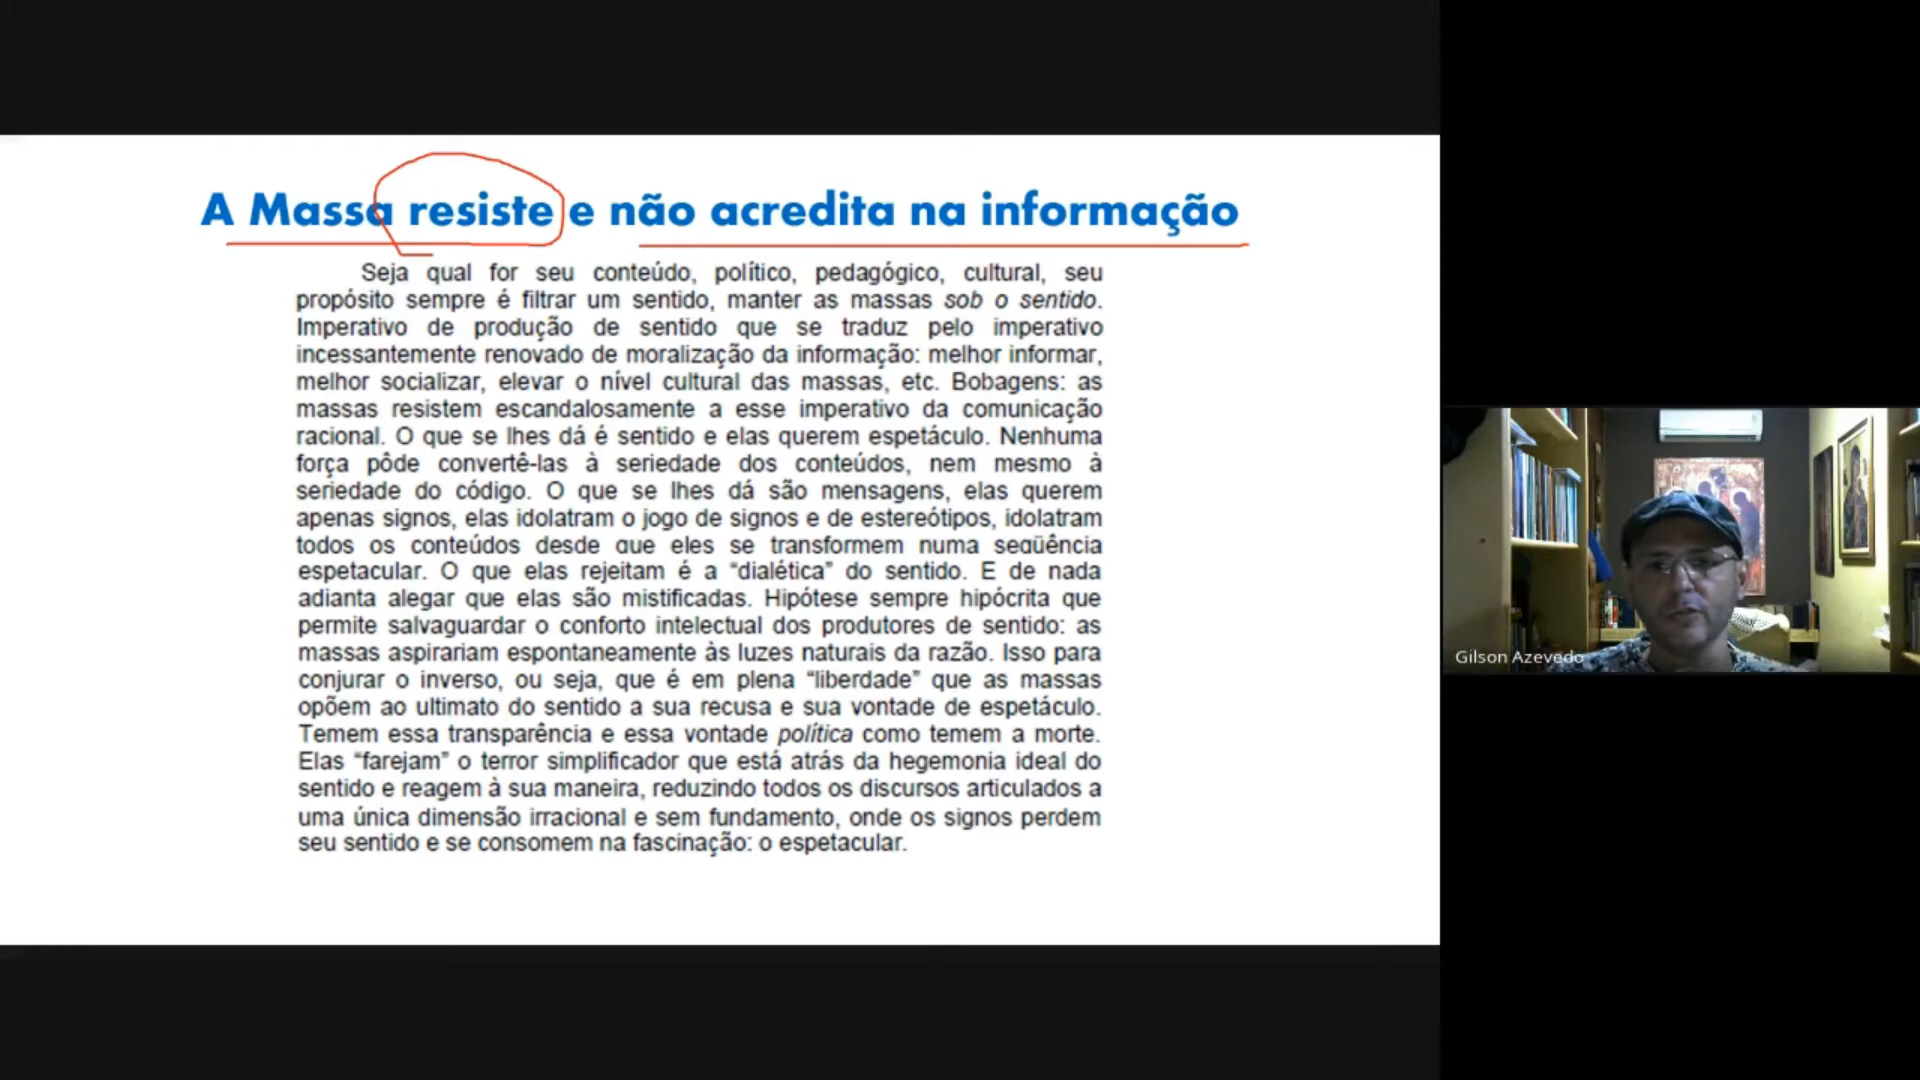 A Massa resiste e não acredita na informação
Seja qual for seu conteúdo, político, pedagógico, cultural, seu
propósito sempre é filtrar um sentido, manter as massas sob o sentido.
Imperativo de produção de sentido que se traduz pelo imperativo
incessantemente renovado de moralização da informação: melhor informar,
melhor socializar, elevar o nível cultural das massas, etc. Bobagens: as
massas resistem escandalosamente a esse imperativo da comunicação
racional. O que se lhes dá é sentido e elas querem espetáculo. Nenhuma
força pôde convertê-las à seriedade dos conteúdos, nem mesmo à
seriedade do código. O que se lhes dá são mensagens, elas querem
apenas signos, elas idolatram o jogo de signos e de estereótipos, idolatram
todos os conteúdos desde que eles se transformem numa seqüência
espetacular. O que elas rejeitam é a “dialética” do sentido. E de nada
adianta alegar que elas são mistificadas. Hipótese sempre hipócrita que
permite salvaguardar o conforto intelectual dos produtores de sentido: as
massas aspirariam espontaneamente às luzes naturais da razão. Isso para
conjurar o inverso, ou seja, que é em plena “liberdade” que as massas
opõem ao ultimato do sentido a sua recusa e sua vontade de espetáculo.
Temem essa transparência e essa vontade política como temem a morte.
Elas “farejam” o terror simplificador que está atrás da hegemonia ideal do
sentido e reagem à sua maneira, reduzindo todos os discursos articulados a
uma única dimensão irracional e sem fundamento, onde os signos perdem
seu sentido e se consomem na fascinação: o espetacular.
Gilson Azevedo